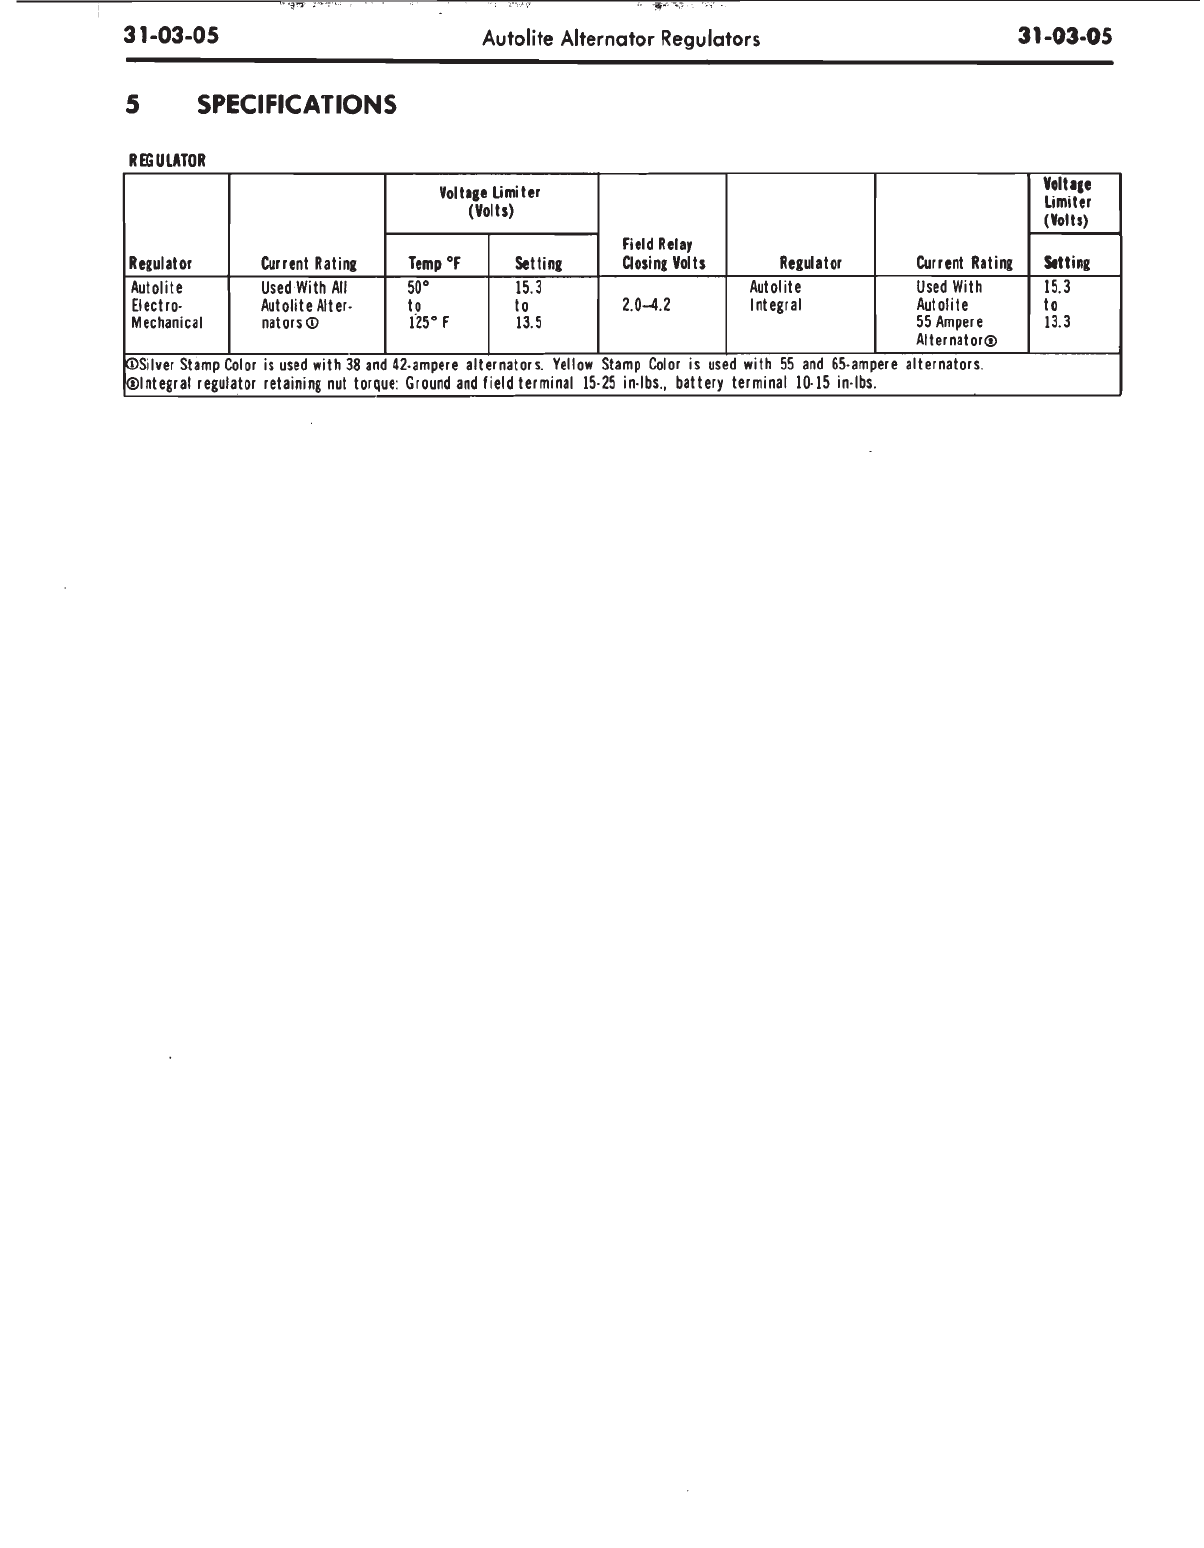 31-03-05 Autolite Alternator Regulators 31-03-05
5 SPECIFICATIONS
REGULATOR
Voltage Limiter
(Volts)
Voltage
Limiter
(Volts)
Regulator Current Rating Temp °F Setting Field Relay
Closing Volts Regulator Current Rating Setting
Autolite Used With All 50° 15.3 Autolite Used With 15.3
Electro- Autolite Alter- to to 2.0–4.2 Integral Autolite to
Mechanical nators① 125° F 13.5 55 Ampere 13.3
Alternator②
①Silver Stamp Color is used with 38 and 42-ampere alternators. Yellow Stamp Color is used with 55 and 65-ampere alternators.
②Integral regulator retaining nut torque: Ground and field terminal 15-25 in-lbs., battery terminal 10-15 in-lbs.